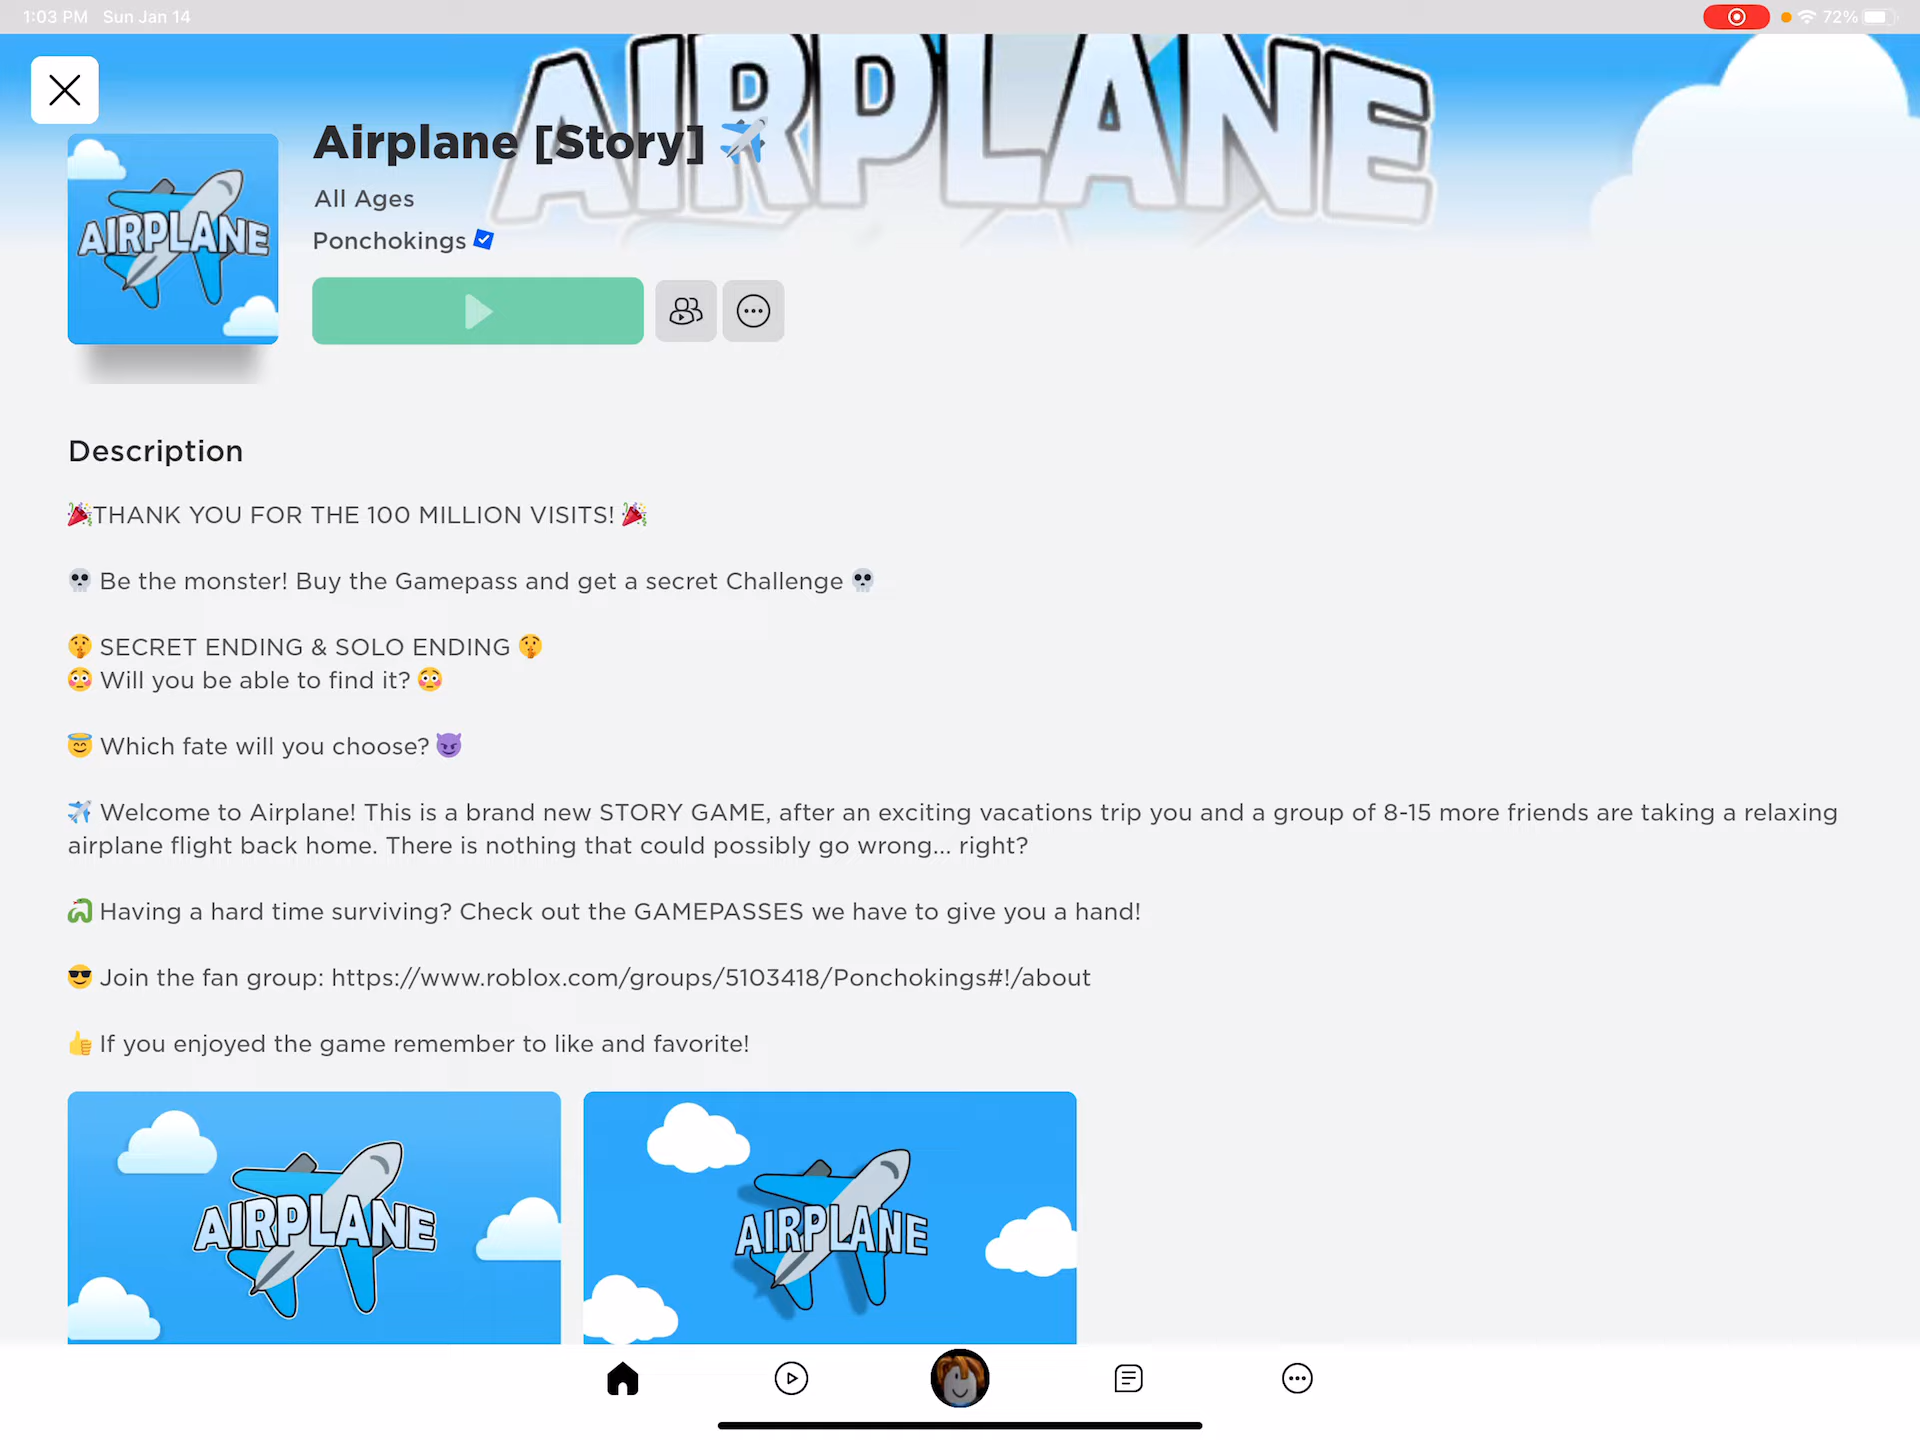 1:03 PM Sun Jan 14
72%
AIRPLANE
Airplane [Story] ✈️
All Ages
Ponchokings
AIRPLANE
Description
🎉THANK YOU FOR THE 100 MILLION VISITS! 🎉
💀 Be the monster! Buy the Gamepass and get a secret Challenge 💀
🤫 SECRET ENDING & SOLO ENDING 🤫
😳 Will you be able to find it? 😳
😇 Which fate will you choose? 😈
✈️ Welcome to Airplane! This is a brand new STORY GAME, after an exciting vacations trip you and a group of 8-15 more friends are taking a relaxing
airplane flight back home. There is nothing that could possibly go wrong... right?
🐍 Having a hard time surviving? Check out the GAMEPASSES we have to give you a hand!
😎 Join the fan group: https://www.roblox.com/groups/5103418/Ponchokings#!/about
👍 If you enjoyed the game remember to like and favorite!
AIRPLANE
AIRPLANE